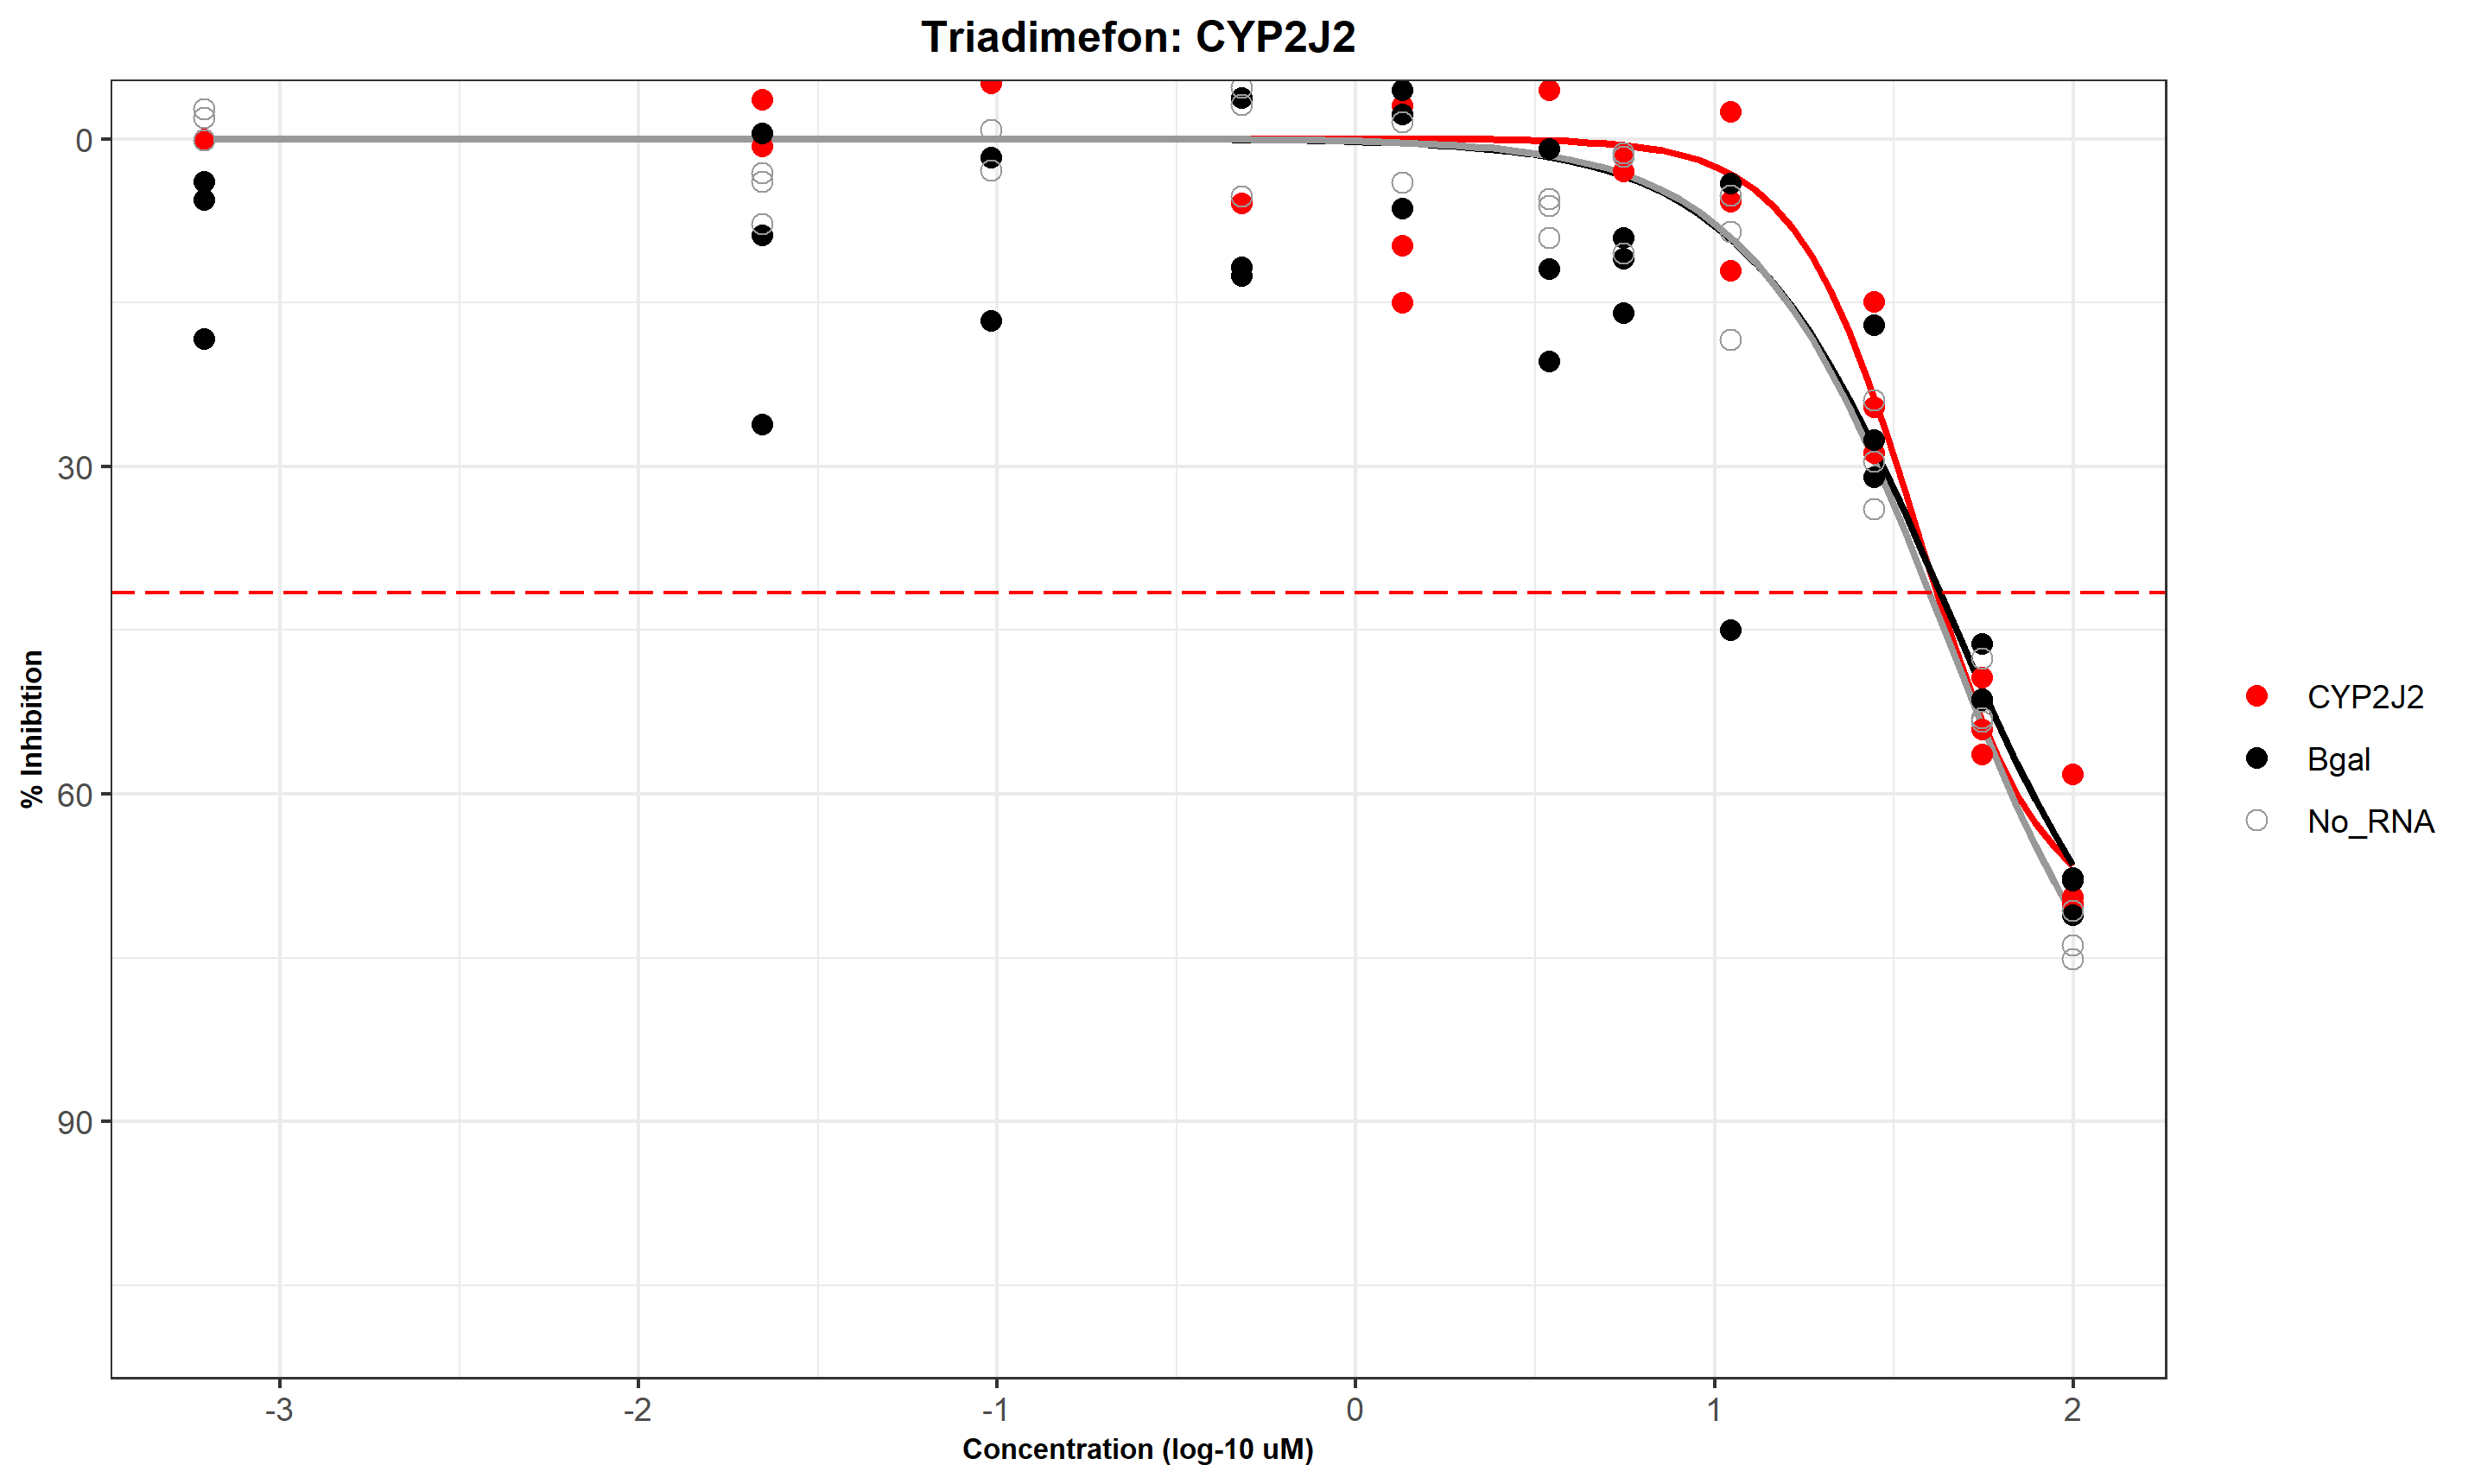 Triadimefon: CYP2J2
0
30
60
90
% Inhibition
-3
-2
-1
0
1
2
Concentration (log-10 uM)
CYP2J2
Bgal
No_RNA